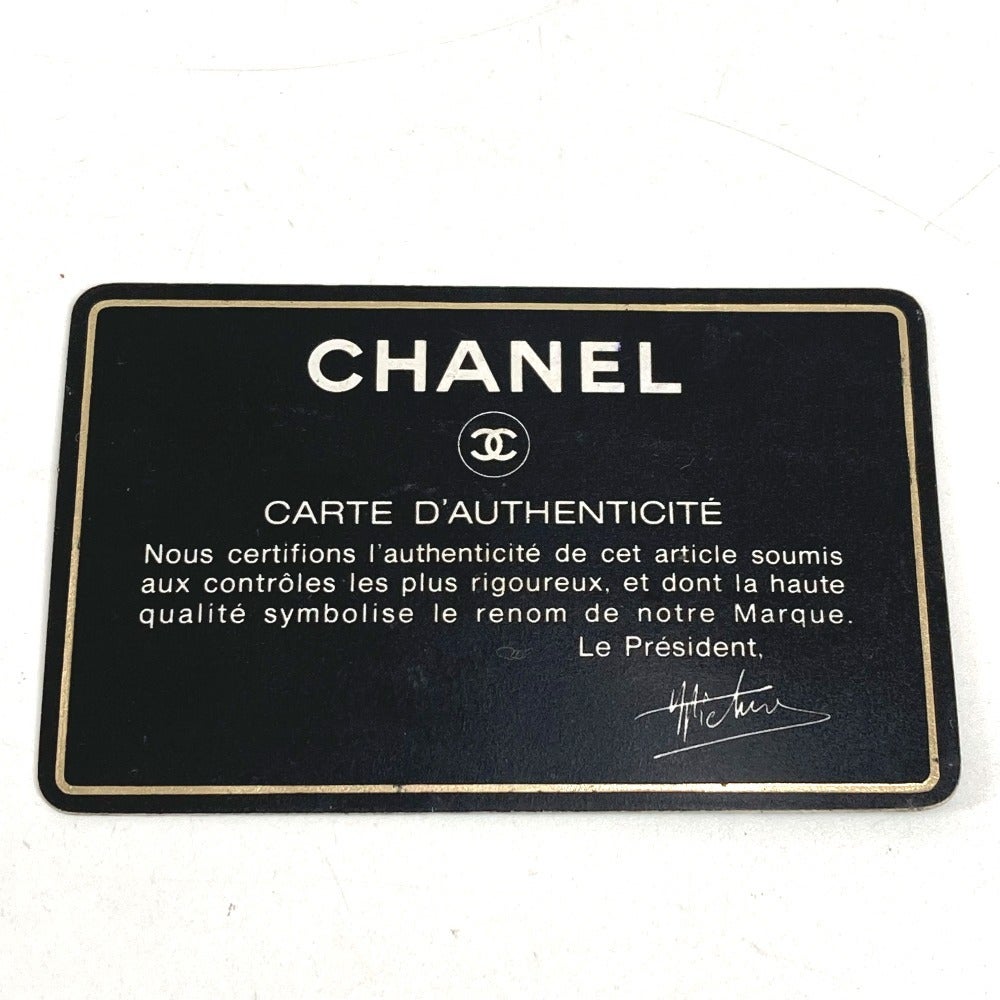 CHANEL
CARTE D'AUTHENTICITÉ
Nous certifions l'authenticité de cet article soumis
aux contrôles les plus rigoureux, et dont la haute
qualité symbolise le renom de notre Marque.
Le Président,